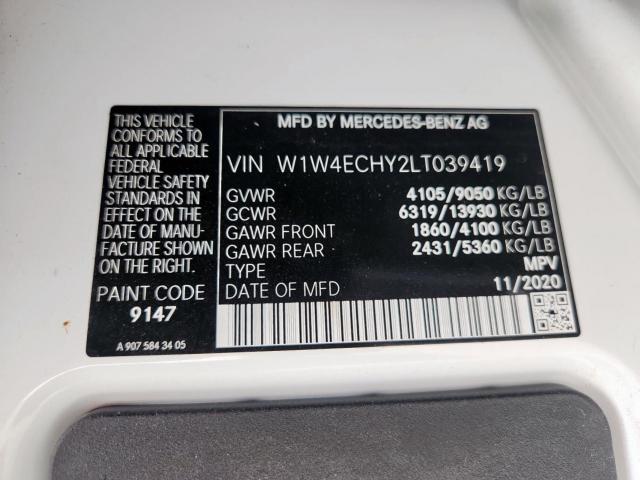 THIS VEHICLE
CONFORMS TO
ALL APPLICABLE
FEDERAL
VEHICLE SAFETY
STANDARDS IN
EFFECT ON THE
DATE OF MANU-
FACTURE SHOWN
ON THE RIGHT.
PAINT CODE
9147
A 907 584 34 05
MFD BY MERCEDES-BENZ AG
VIN W1W4ECHY2LT039419
GVWR 4105/9050 KG/LB
GCWR 6319/13930 KG/LB
GAWR FRONT 1860/4100 KG/LB
GAWR REAR 2431/5360 KG/LB
TYPE MPV
DATE OF MFD 11/2020